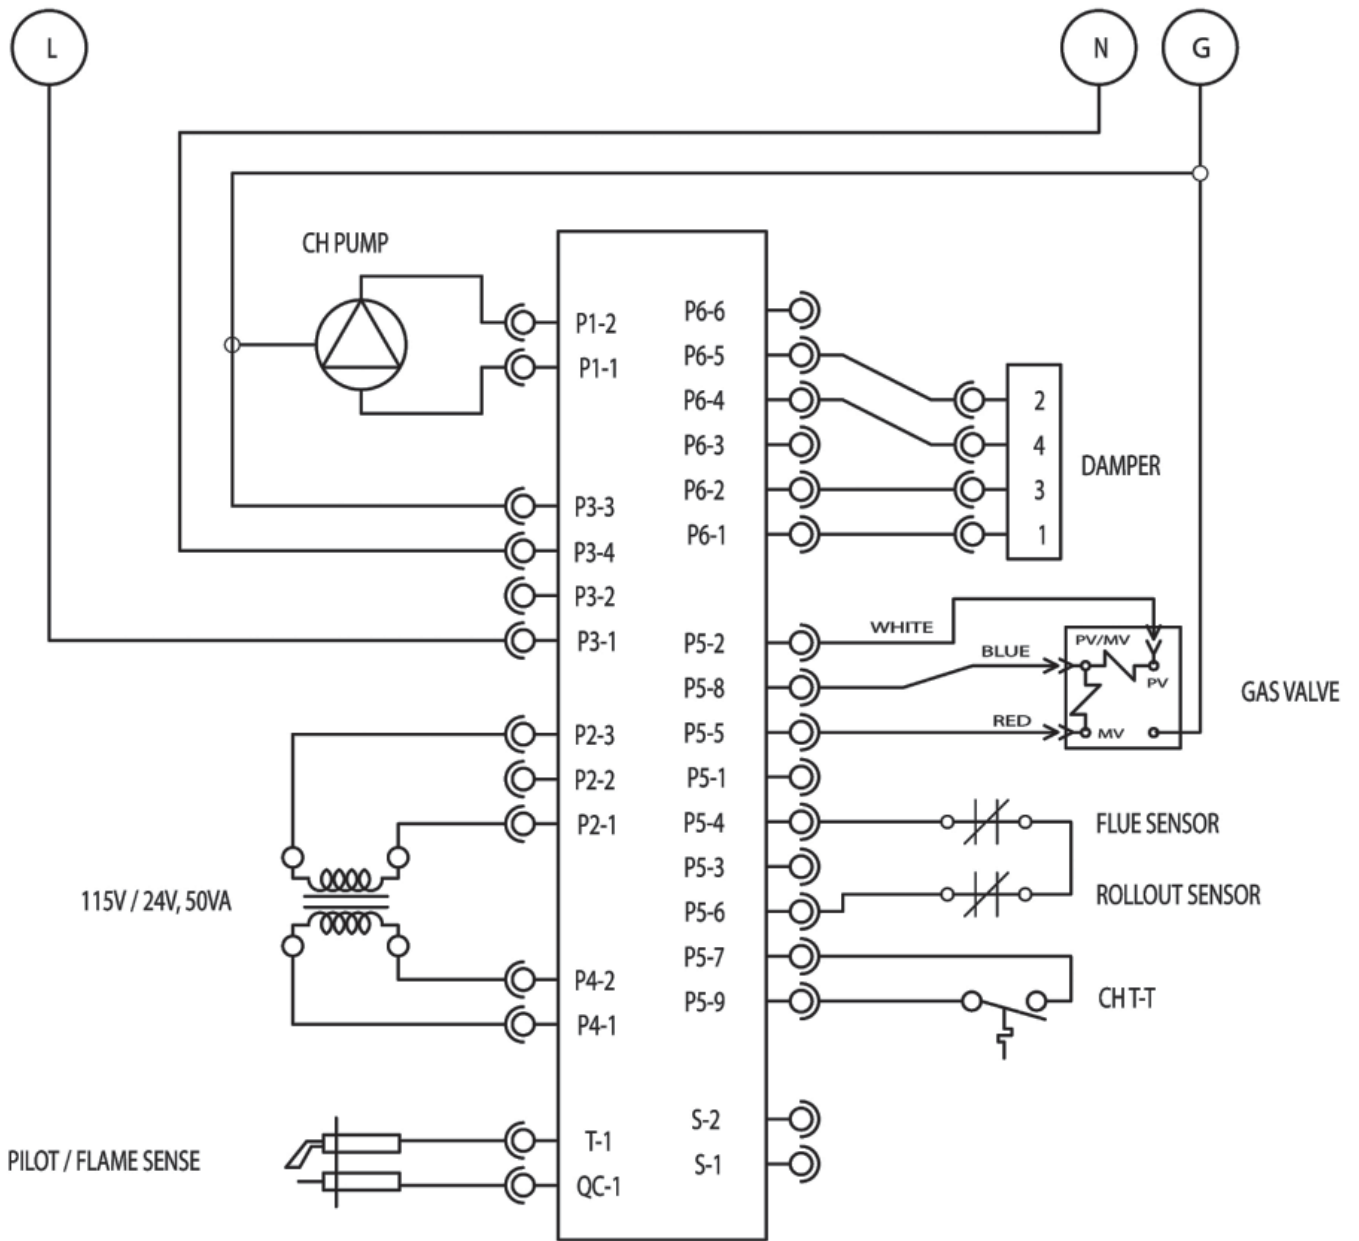 L
N
G
CH PUMP
P1-2
P1-1
P3-3
P3-4
P3-2
P3-1
P2-3
P2-2
P2-1
115V / 24V, 50VA
P4-2
P4-1
T-1
QC-1
PILOT / FLAME SENSE
P6-6
P6-5
P6-4
P6-3
P6-2
P6-1
2
4
3
1
DAMPER
P5-2
P5-8
P5-5
P5-1
P5-4
P5-3
P5-6
P5-7
P5-9
S-2
S-1
WHITE
BLUE
RED
PV/MV
PV
MV
GAS VALVE
FLUE SENSOR
ROLLOUT SENSOR
CH T-T